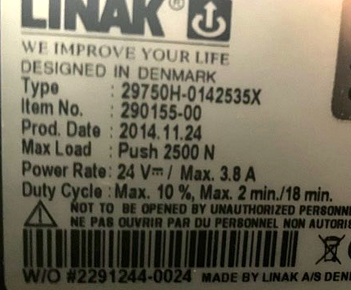 LINAK®
WE IMPROVE YOUR LIFE
DESIGNED IN DENMARK
Type : 29750H-0142535X
Item No. : 290155-00
Prod. Date : 2014.11.24
Max Load : Push 2500 N
Power Rate: 24 V⎓ / Max. 3.8 A
Duty Cycle : Max. 10 %, Max. 2 min./18 min.
NOT TO BE OPENED BY UNAUTHORIZED PERSONN
NE PAS OUVRIR PAR DU PERSONNEL NON AUTORIS
W/O #2291244-0024 MADE BY LINAK A/S DEN